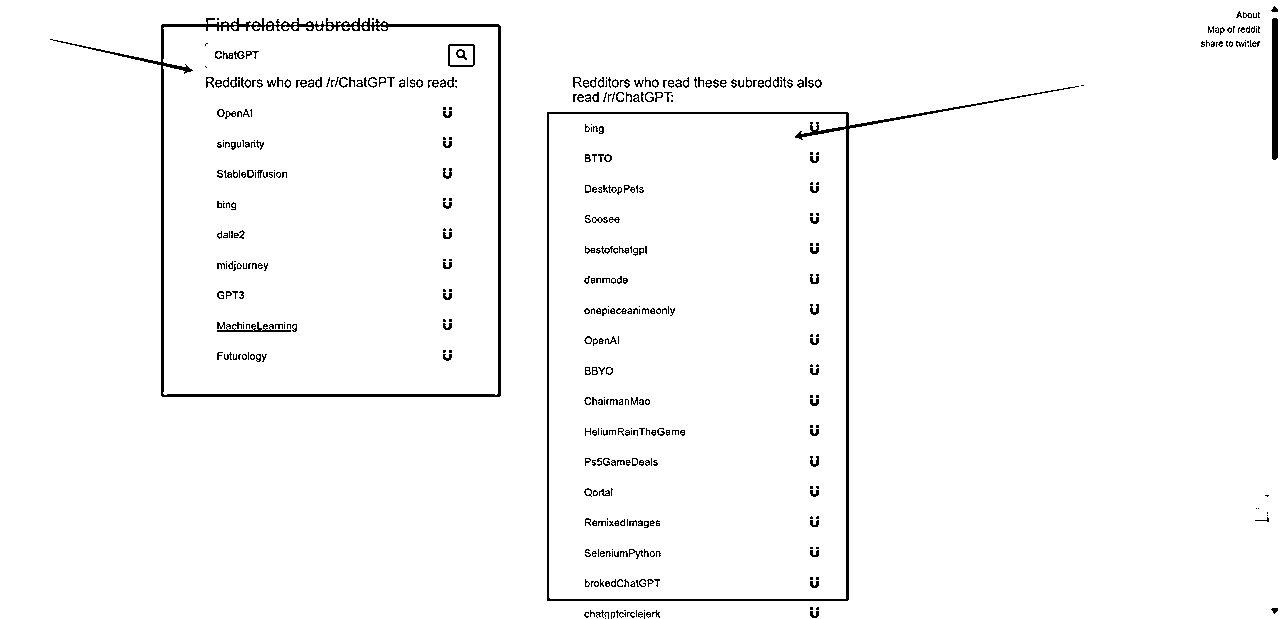 Find related subreddits
ChatGPT
Redditors who read /r/ChatGPT also read:
OpenAI
singularity
StableDiffusion
bing
dalle2
midjourney
GPT3
MachineLearning
Futurology
Redditors who read these subreddits also
read /r/ChatGPT:
bing
BTTO
DesktopPets
Soosee
bestofchatgpt
denmode
onepieceanimeonly
OpenAI
BBYO
ChairmanMao
HeliumRainTheGame
Ps5GameDeals
Qortal
RemixedImages
SeleniumPython
brokedChatGPT
chatgptcirclejerk
About
Map of reddit
share to twitter